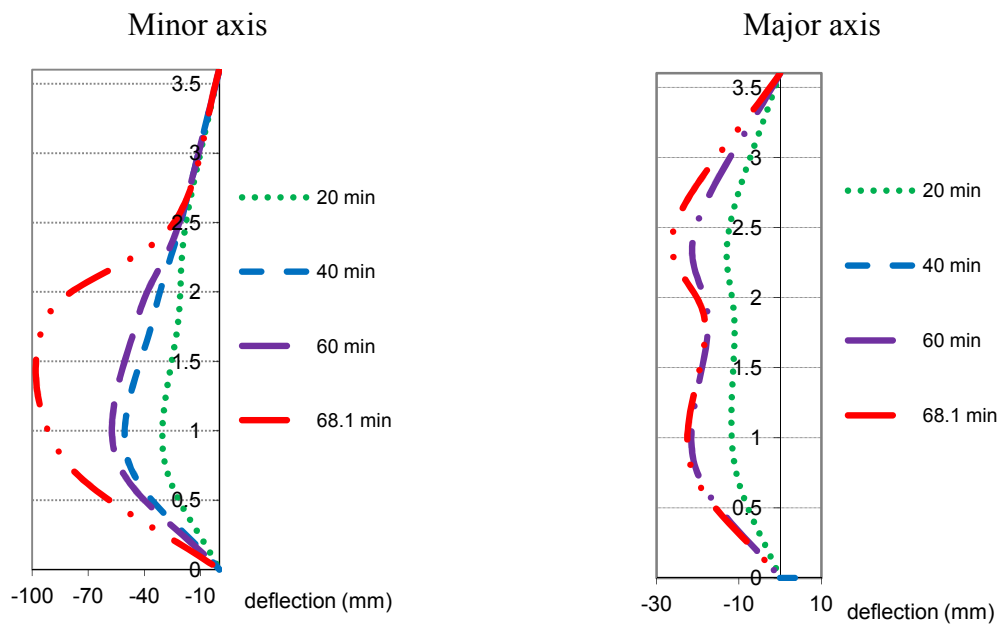 Minor axis
3.5
3
2.5
2
1.5
1
0.5
0
-100 -70 -40 -10
deflection (mm)
20 min
40 min
60 min
68.1 min
Major axis
3.5
3
2.5
2
1.5
1
0.5
0
-30 -10 10
deflection (mm)
20 min
40 min
60 min
68.1 min